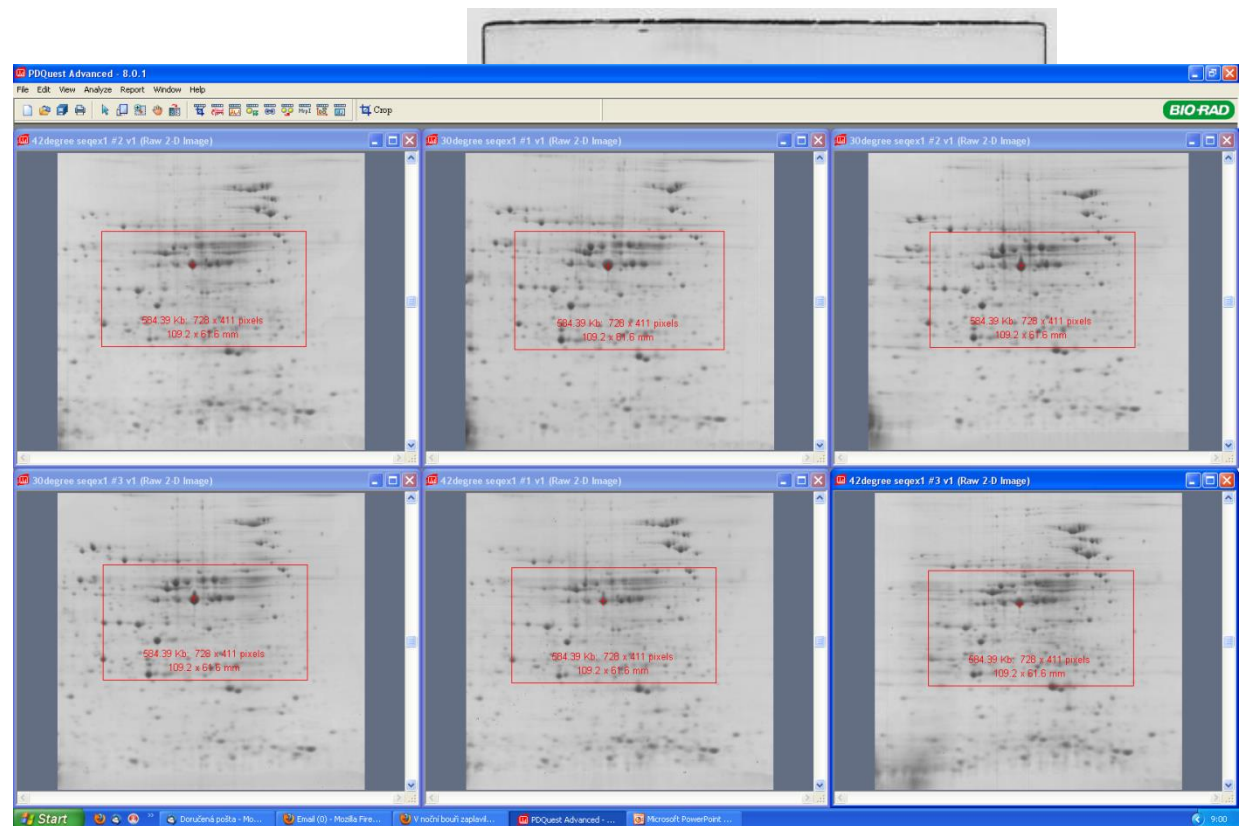 PDQuest Advanced - 8.0.1
File Edit View Analyze Report Window Help
Crop
BIO-RAD
42degree seqex1 #2 v1 (Raw 2-D Image)
30degree seqex1 #1 v1 (Raw 2-D Image)
30degree seqex1 #2 v1 (Raw 2-D Image)
584.39 Kb: 728 x 411 pixels
109.2 x 61.6 mm
584.39 Kb: 728 x 411 pixels
109.2 x 61.6 mm
584.39 Kb: 728 x 411 pixels
109.2 x 61.6 mm
30degree seqex1 #3 v1 (Raw 2-D Image)
42degree seqex1 #1 v1 (Raw 2-D Image)
42degree seqex1 #3 v1 (Raw 2-D Image)
584.39 Kb: 728 x 411 pixels
109.2 x 61.6 mm
584.39 Kb: 728 x 411 pixels
109.2 x 61.6 mm
584.39 Kb: 728 x 411 pixels
109.2 x 61.6 mm
Start
Doručená pošta - Mo...
Email (0) - Mozilla Fire...
V noční bouři zaplavil...
PDQuest Advanced - ...
Microsoft PowerPoint ...
9:00